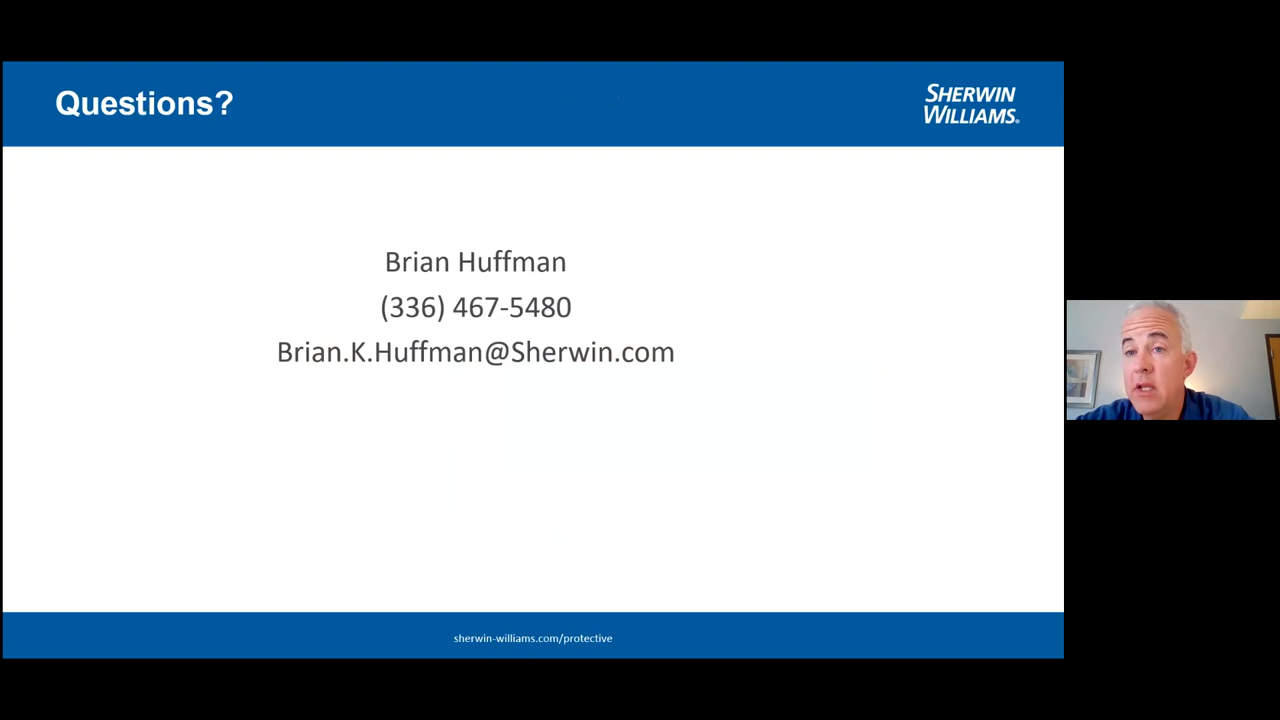 Questions?
SHERWIN
WILLIAMS.
Brian Huffman
(336) 467-5480
Brian.K.Huffman@Sherwin.com
sherwin-williams.com/protective